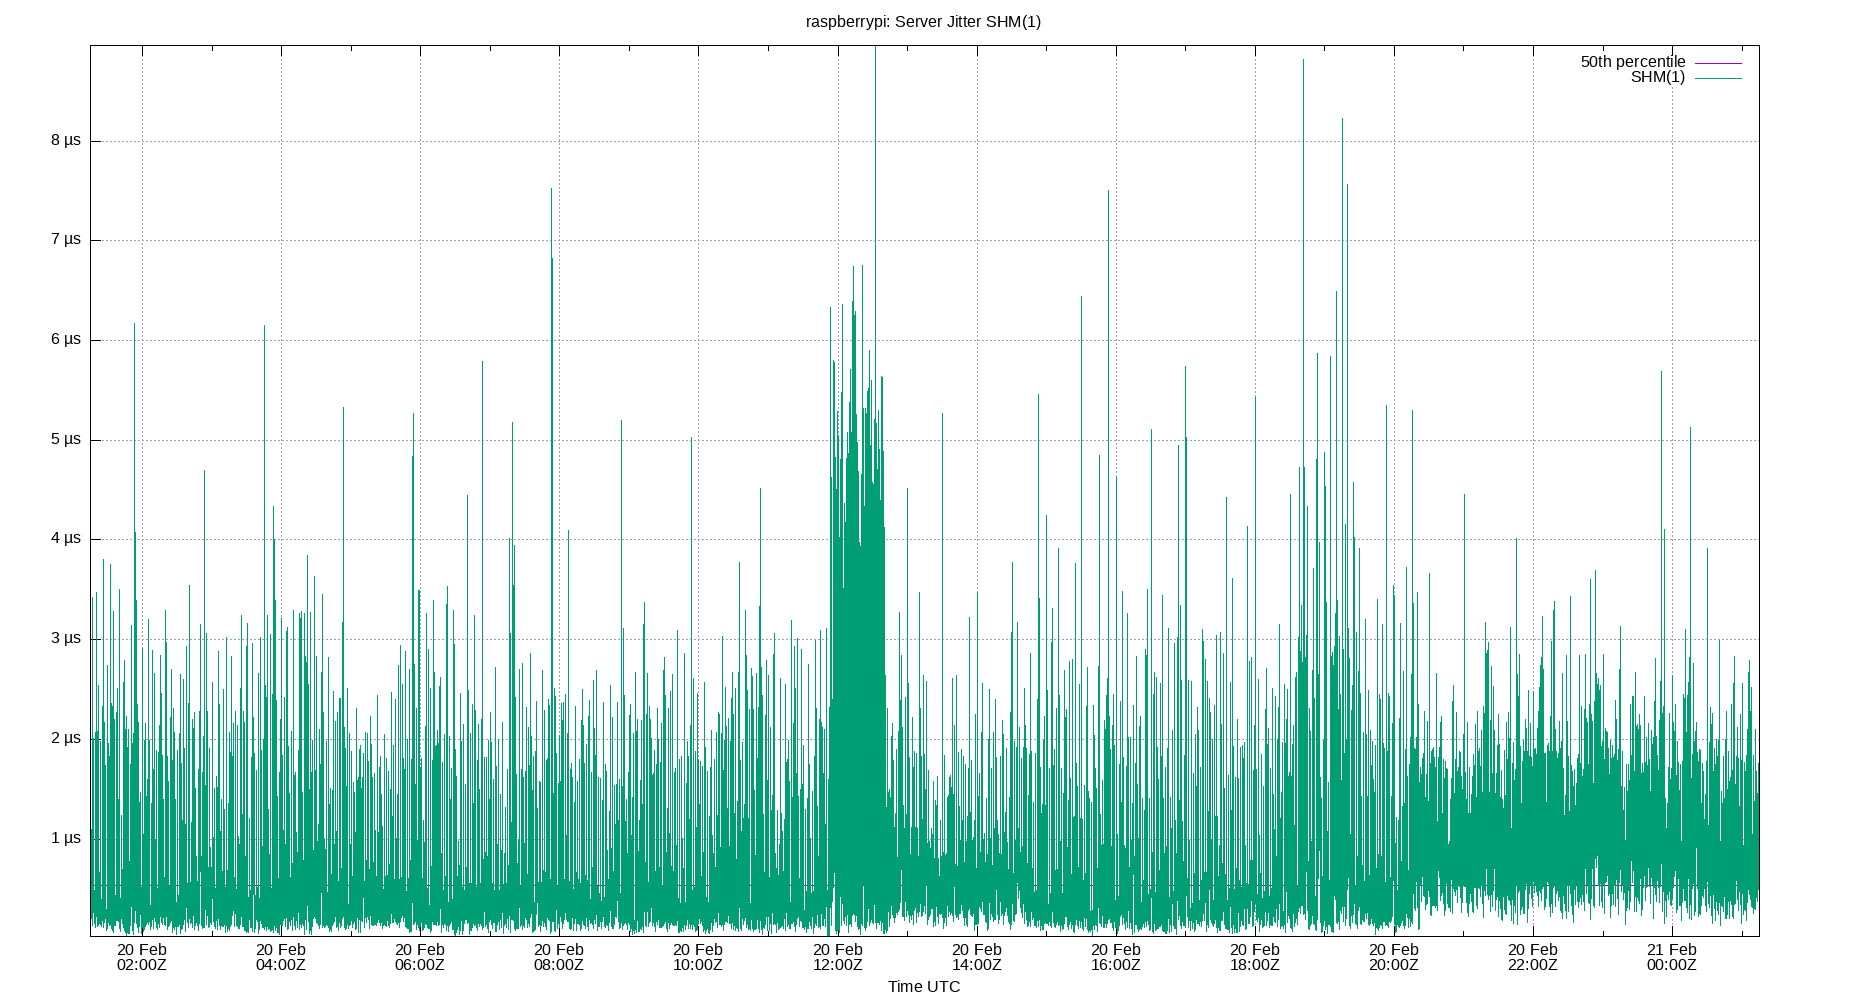 raspberrypi: Server Jitter SHM(1)
50th percentile
SHM(1)
8 µs
7 µs
6 µs
5 µs
4 µs
3 µs
2 µs
1 µs
20 Feb 20 Feb 20 Feb 20 Feb 20 Feb 20 Feb 20 Feb 20 Feb 20 Feb 20 Feb 20 Feb 21 Feb
02:00Z 04:00Z 06:00Z 08:00Z 10:00Z 12:00Z 14:00Z 16:00Z 18:00Z 20:00Z 22:00Z 00:00Z
Time UTC